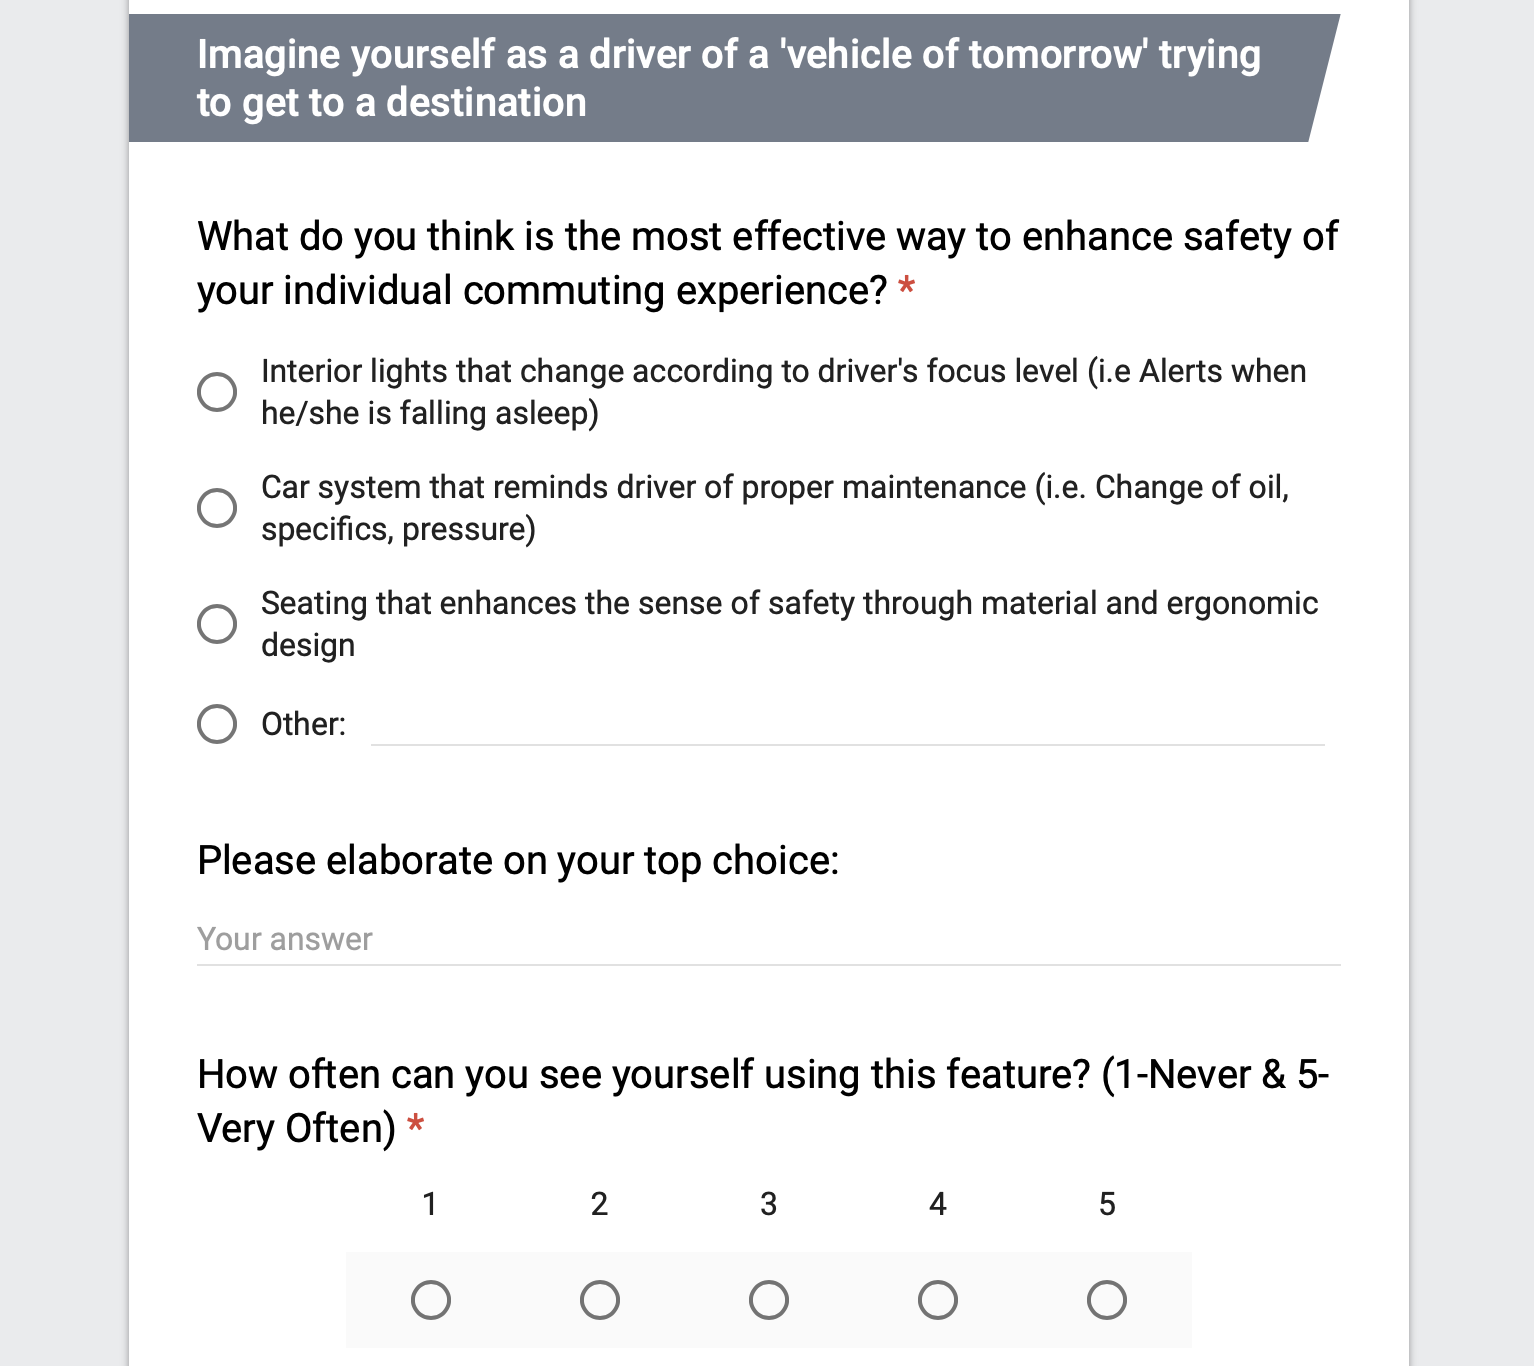 Imagine yourself as a driver of a 'vehicle of tomorrow' trying
to get to a destination
What do you think is the most effective way to enhance safety of
your individual commuting experience? *
Interior lights that change according to driver's focus level (i.e Alerts when
he/she is falling asleep)
Car system that reminds driver of proper maintenance (i.e. Change of oil,
specifics, pressure)
Seating that enhances the sense of safety through material and ergonomic
design
Other:
Please elaborate on your top choice:
Your answer
How often can you see yourself using this feature? (1-Never & 5-
Very Often) *
1 2 3 4 5